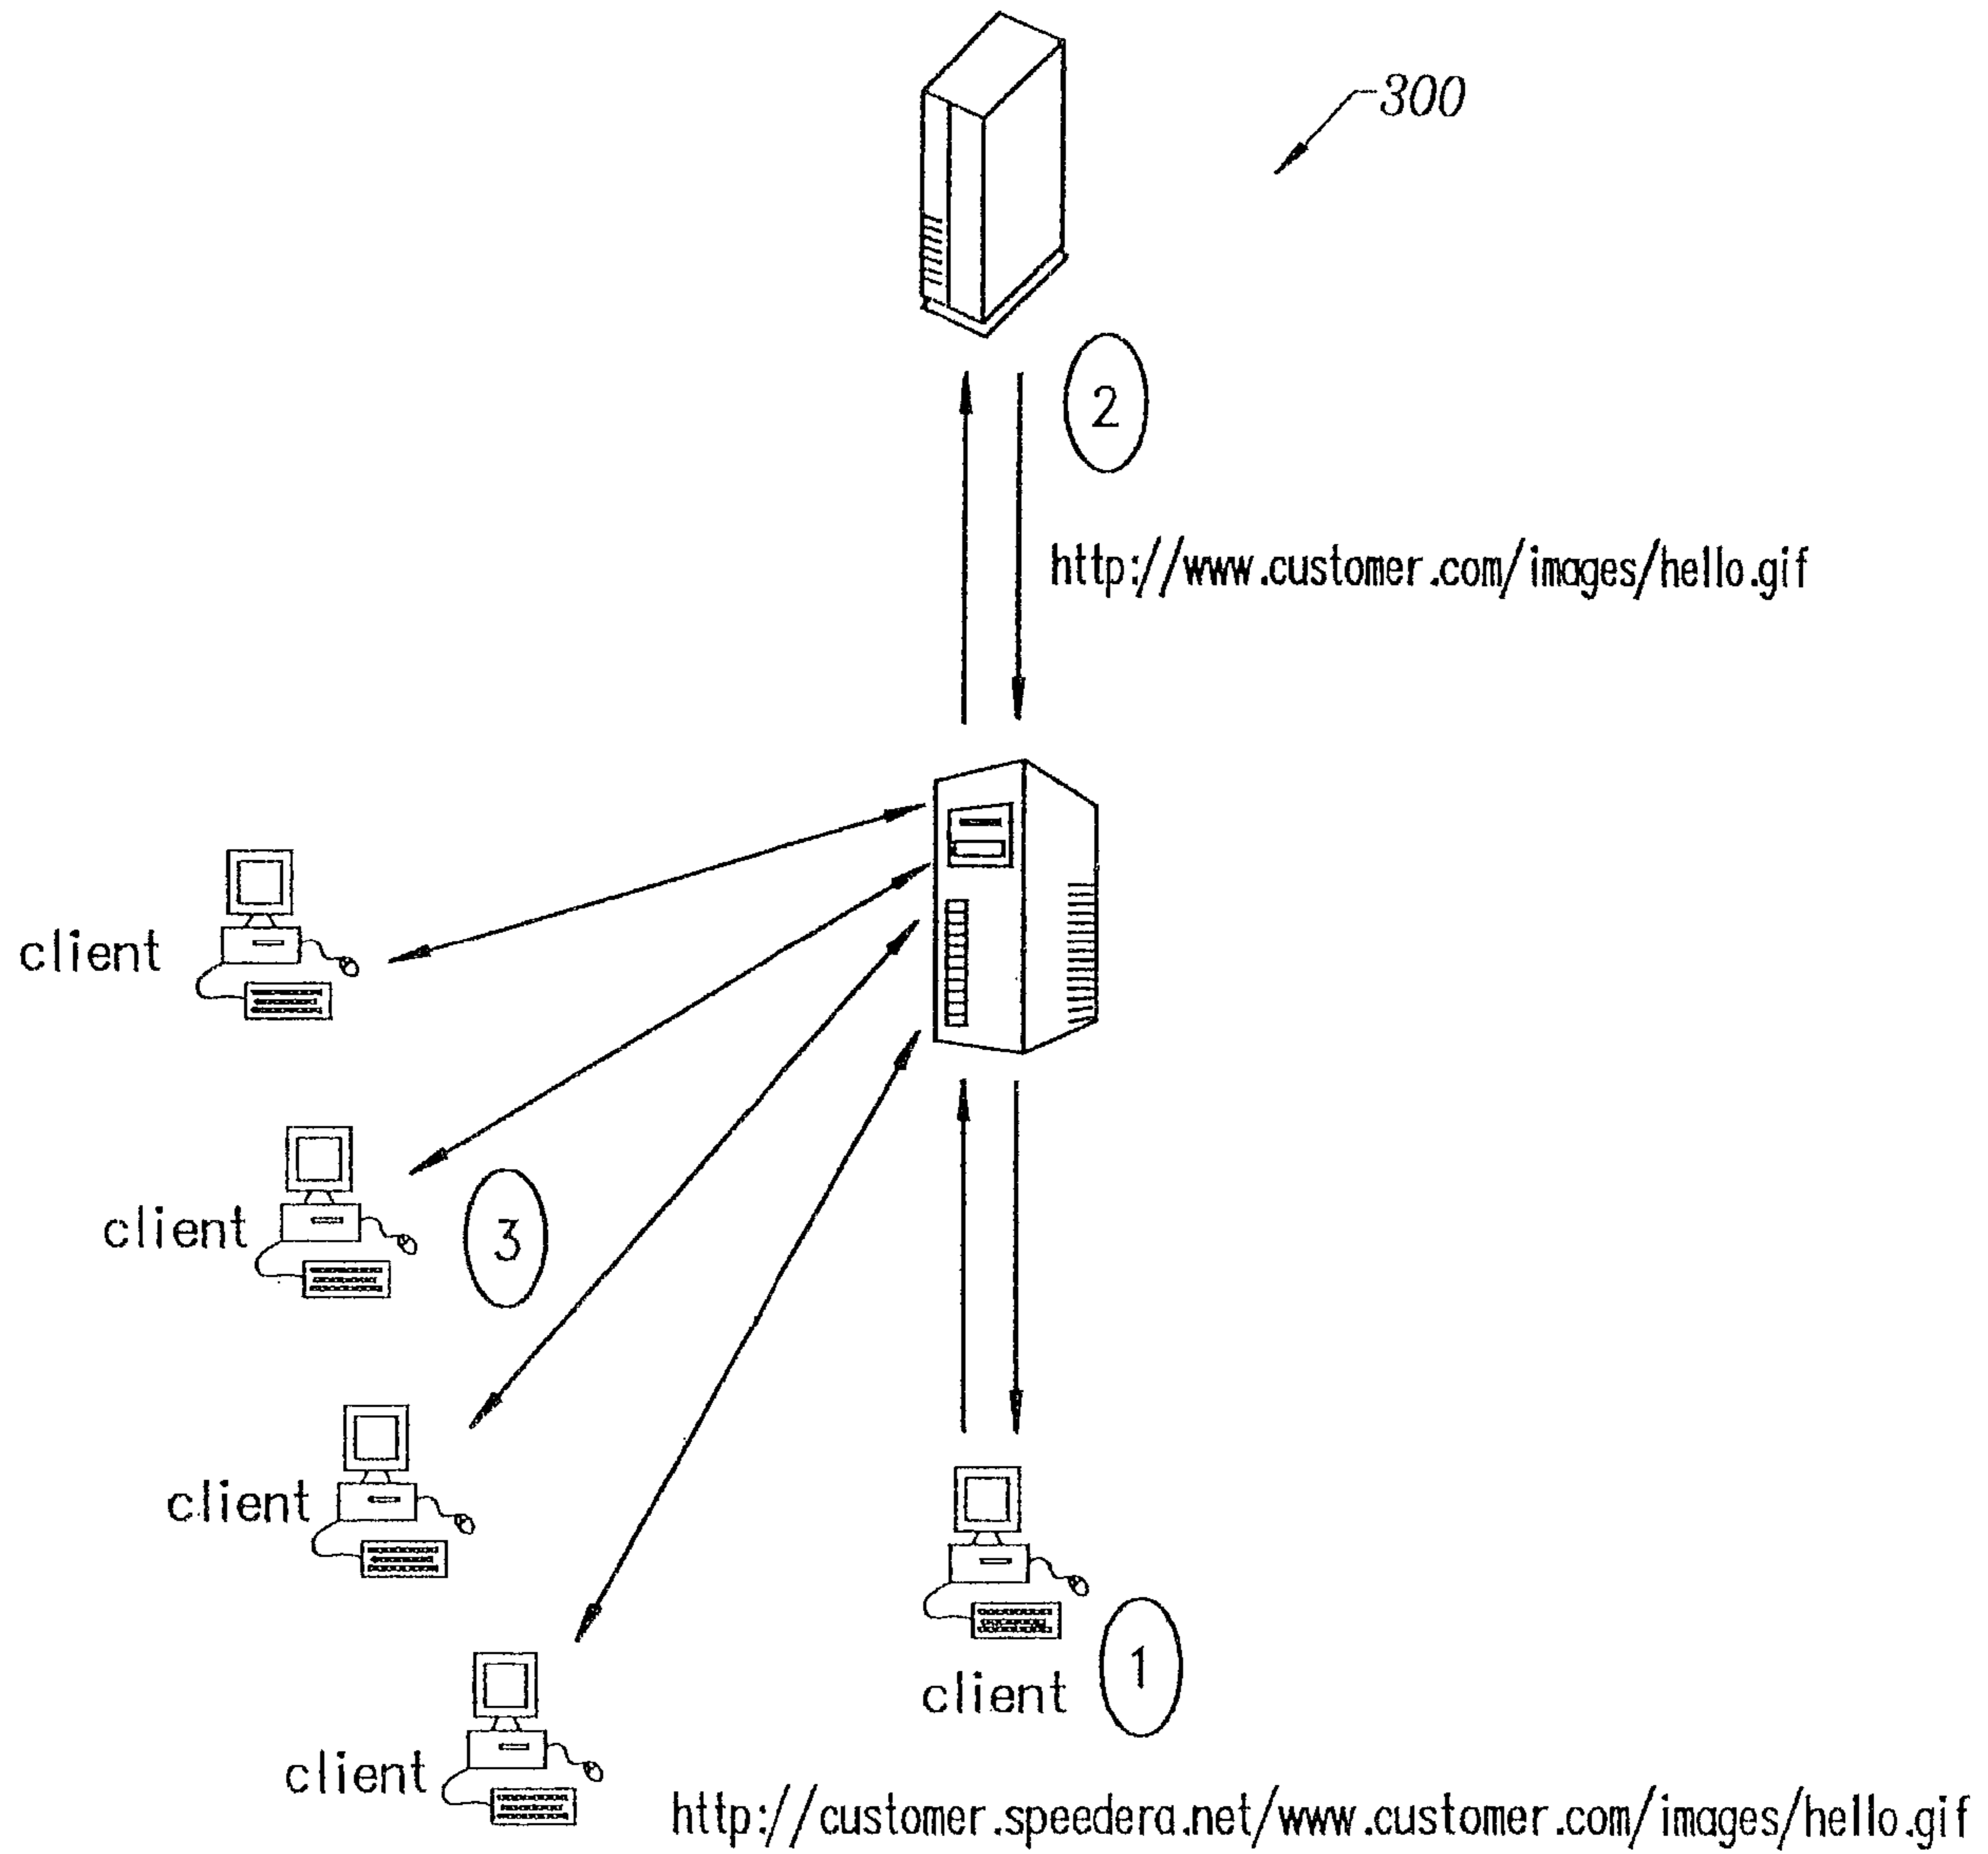 300
2
http://www.customer.com/images/hello.gif
client
client
3
client
client
1
client
http://customer.speedera.net/www.customer.com/images/hello.gif